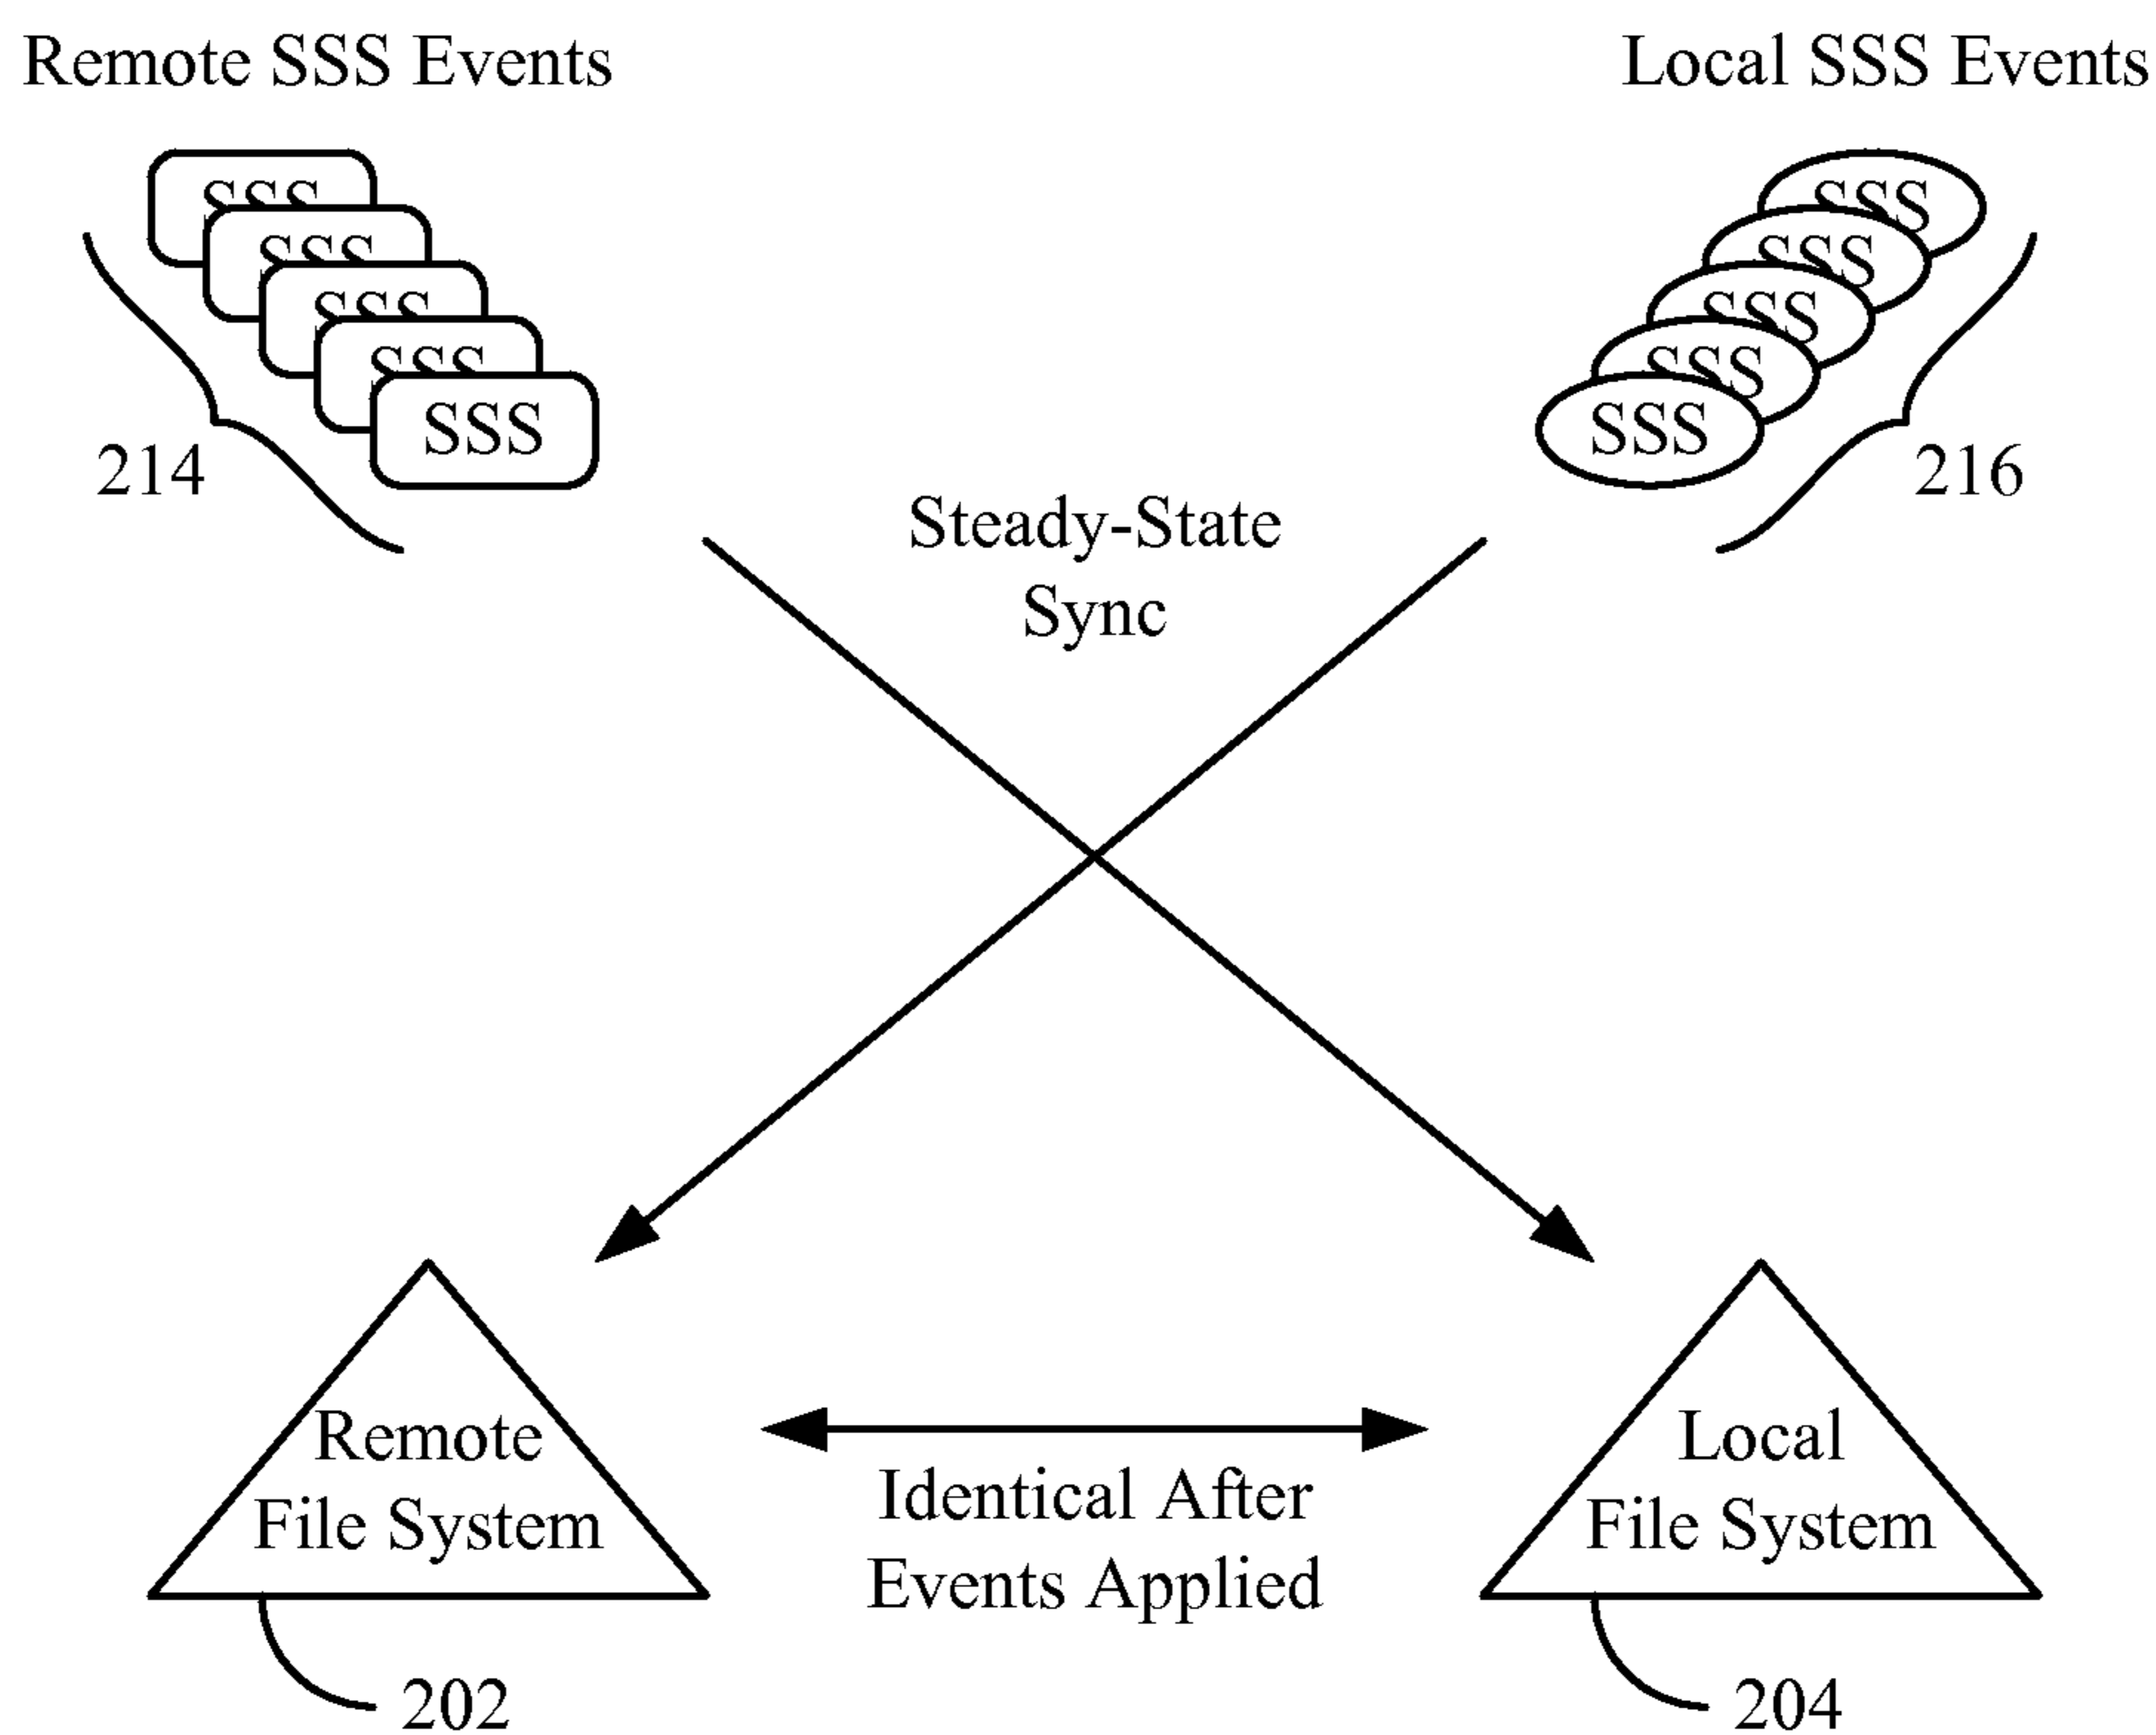 Remote SSS Events
Local SSS Events
SSS
SSS
SSS
SSS
SSS
SSS
SSS
SSS
SSS
SSS
214
216
Steady-State
Sync
Remote
File System
Identical After
Events Applied
Local
File System
202
204